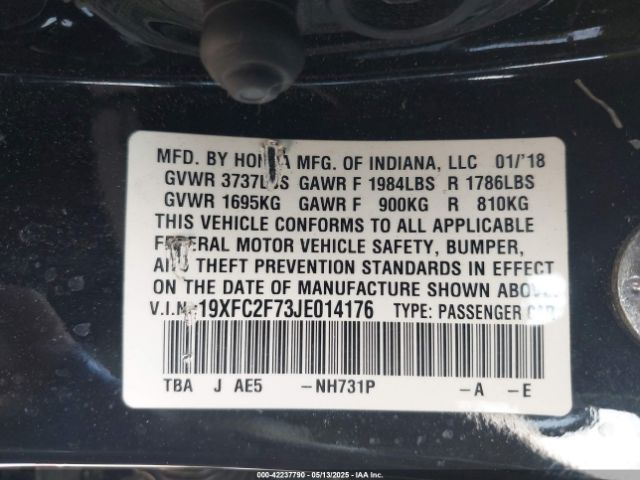 MFD. BY HONDA MFG. OF INDIANA, LLC 01/'18
GVWR 3737LBS GAWR F 1984LBS R 1786LBS
GVWR 1695KG GAWR F 900KG R 810KG
THIS VEHICLE CONFORMS TO ALL APPLICABLE
FEDERAL MOTOR VEHICLE SAFETY, BUMPER,
AND THEFT PREVENTION STANDARDS IN EFFECT
ON THE DATE OF MANUFACTURE SHOWN ABOVE.
V.I.N.:19XFC2F73JE014176 TYPE: PASSENGER CAR
TBA J AE5 -NH731P -A -E
000-42237790 - 05/13/2025 - IAA Inc.